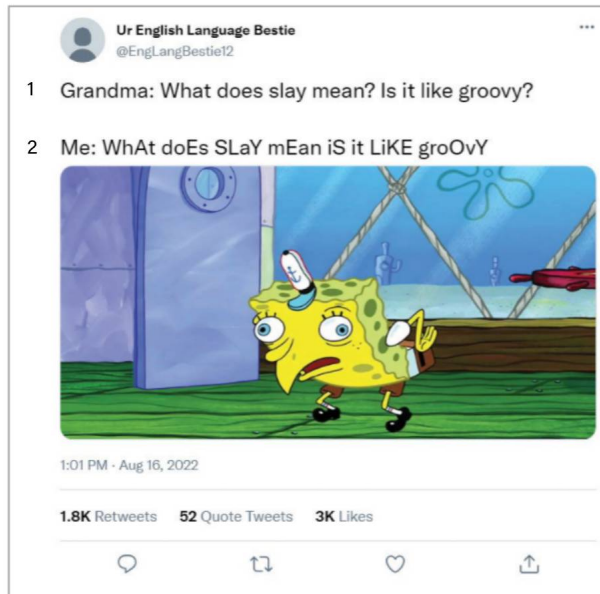 Ur English Language Bestie
@EngLangBestie12
1 Grandma: What does slay mean? Is it like groovy?
2 Me: WhAt doEs SLaY mEan iS it LiKE groOvY
1:01 PM · Aug 16, 2022
1.8K Retweets 52 Quote Tweets 3K Likes